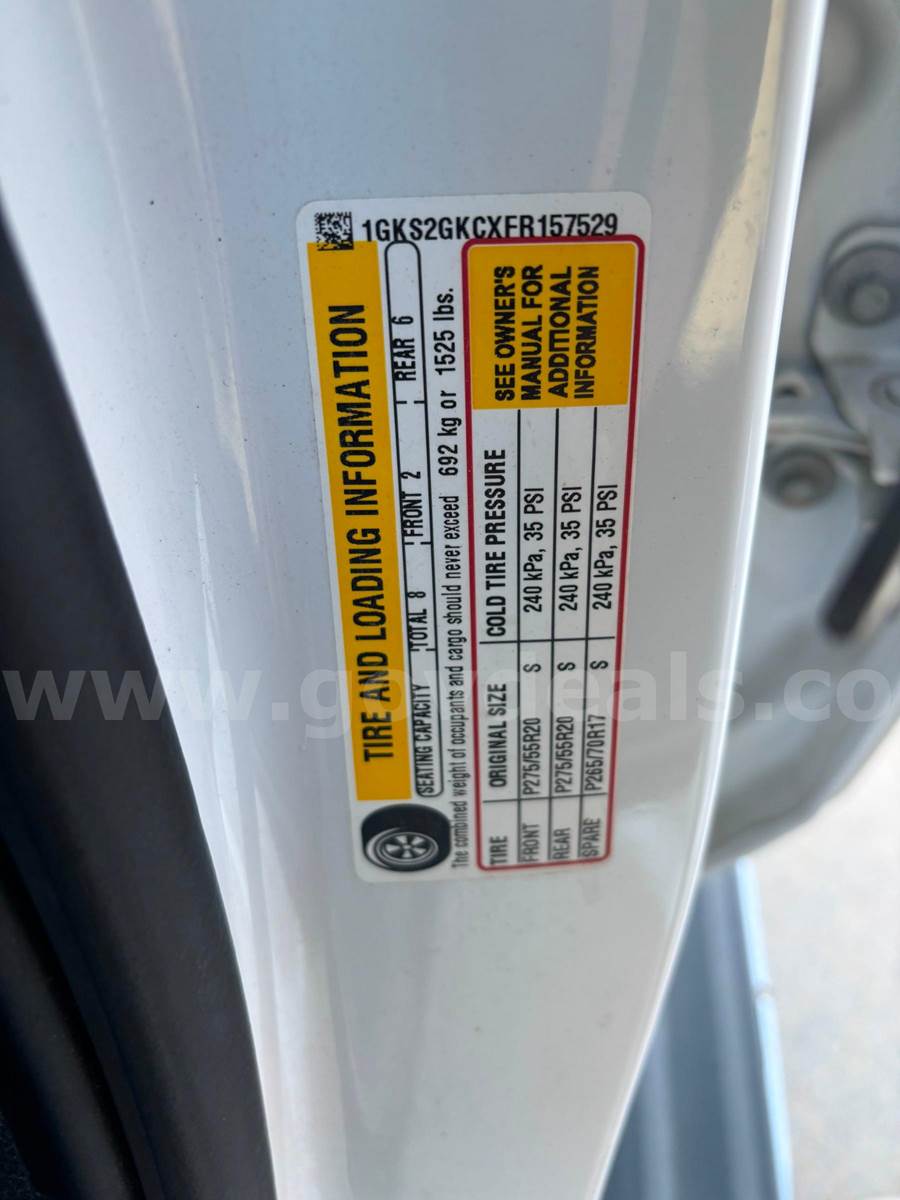 1GKS2GKCXFR157529
TIRE AND LOADING INFORMATION
SEATING CAPACITY TOTAL 8 FRONT 2 REAR 6
The combined weight of occupants and cargo should never exceed 692 kg or 1525 lbs.
TIRE ORIGINAL SIZE COLD TIRE PRESSURE
FRONT P275/55R20 S 240 kPa, 35 PSI
REAR P275/55R20 S 240 kPa, 35 PSI
SPARE P265/70R17 S 240 kPa, 35 PSI
SEE OWNER'S
MANUAL FOR
ADDITIONAL
INFORMATION
www.govdeals.co